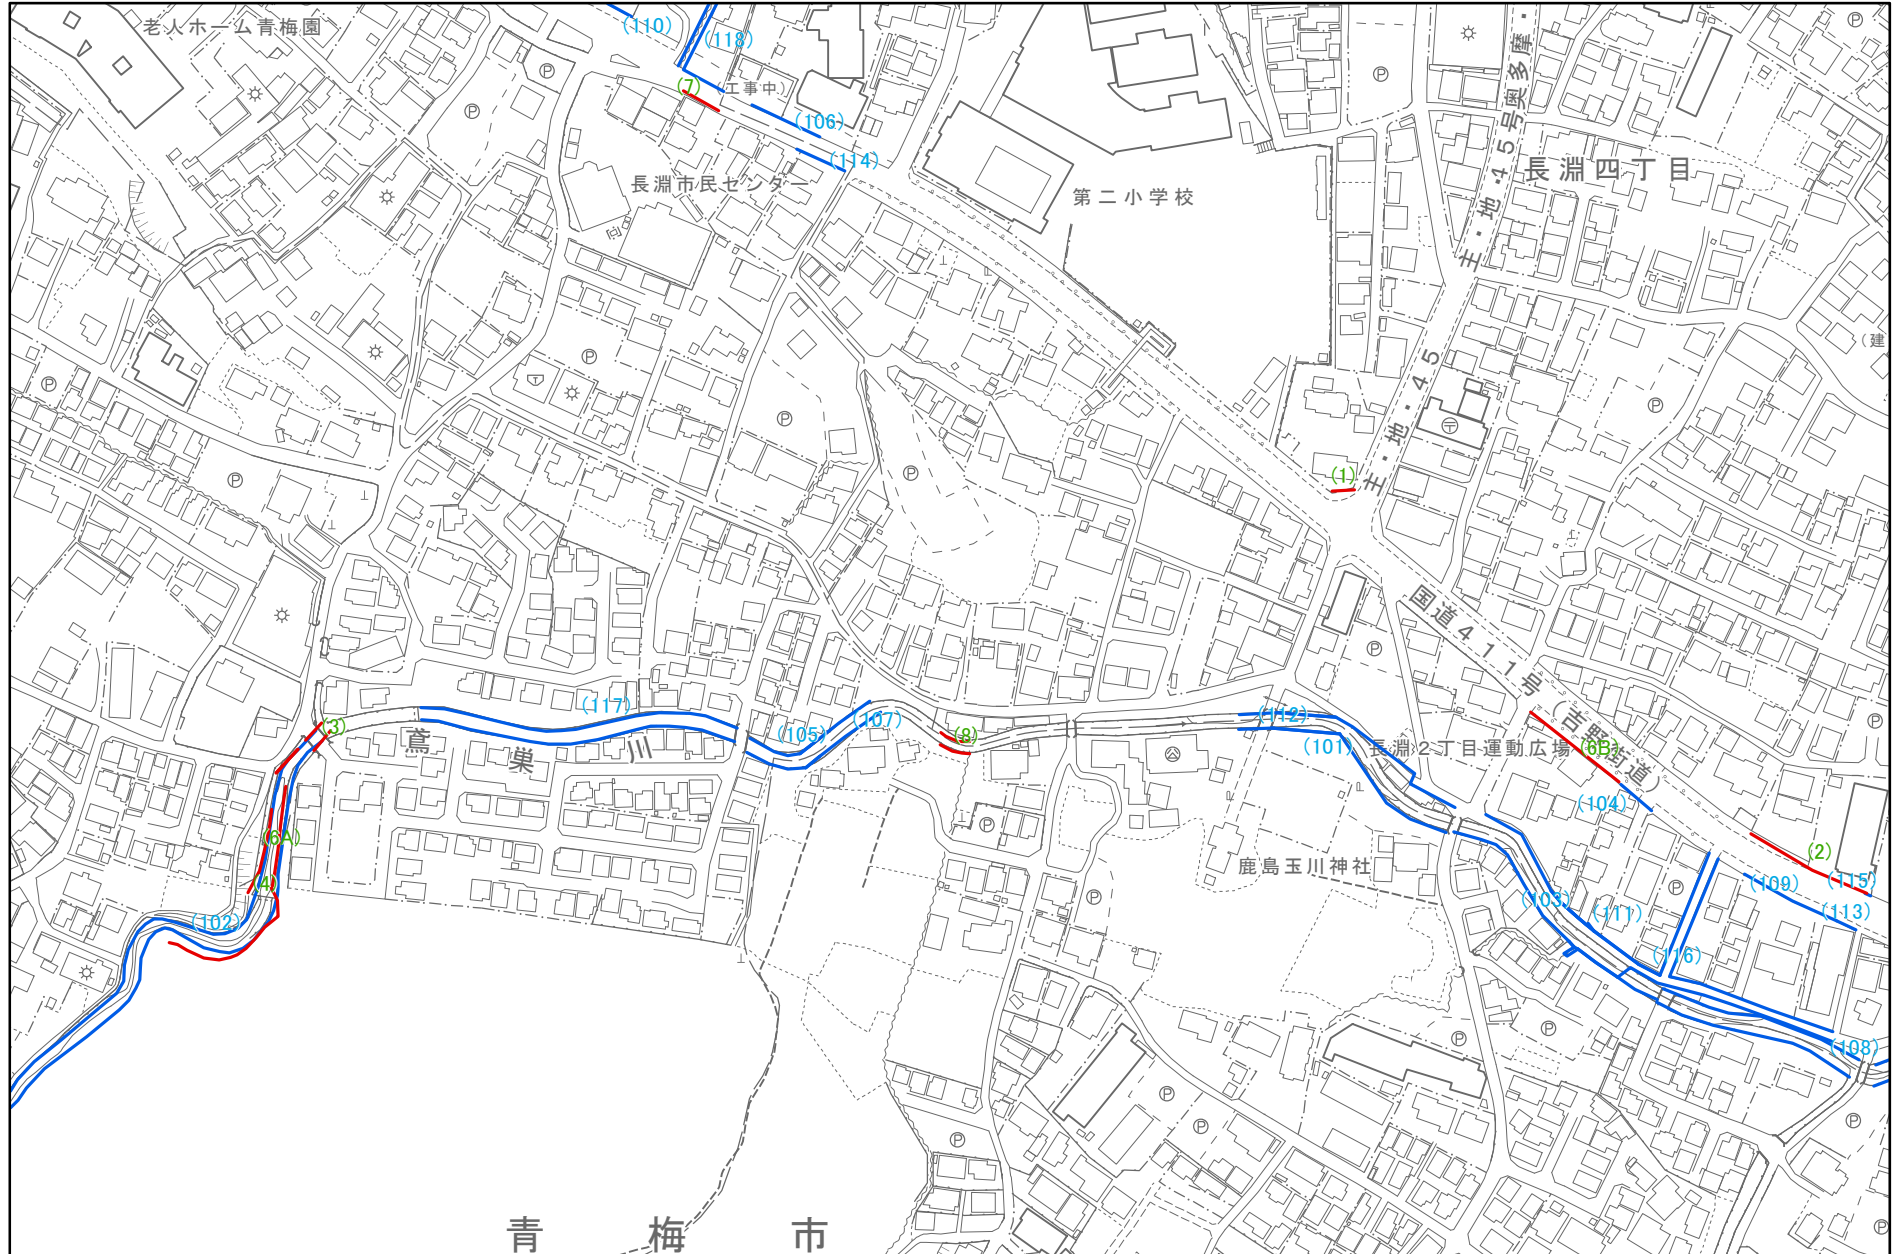 老人ホーム青梅園
(110)
(118)
(7)
(工事中)
(106)
(114)
長淵市民センター
第二小学校
長淵四丁目
主・地・45号奥多摩・
主・地・45
(建
(1)
国道411号(吉野街道)
(117)
(3)
鳶巣川
(105)
(107)
(8)
(112)
(101)
長淵2丁目運動広場
(6B)
(104)
(6A)
(4)
(102)
鹿島玉川神社
(2)
(115)
(109)
(113)
(103)
(111)
(116)
(108)
青梅市